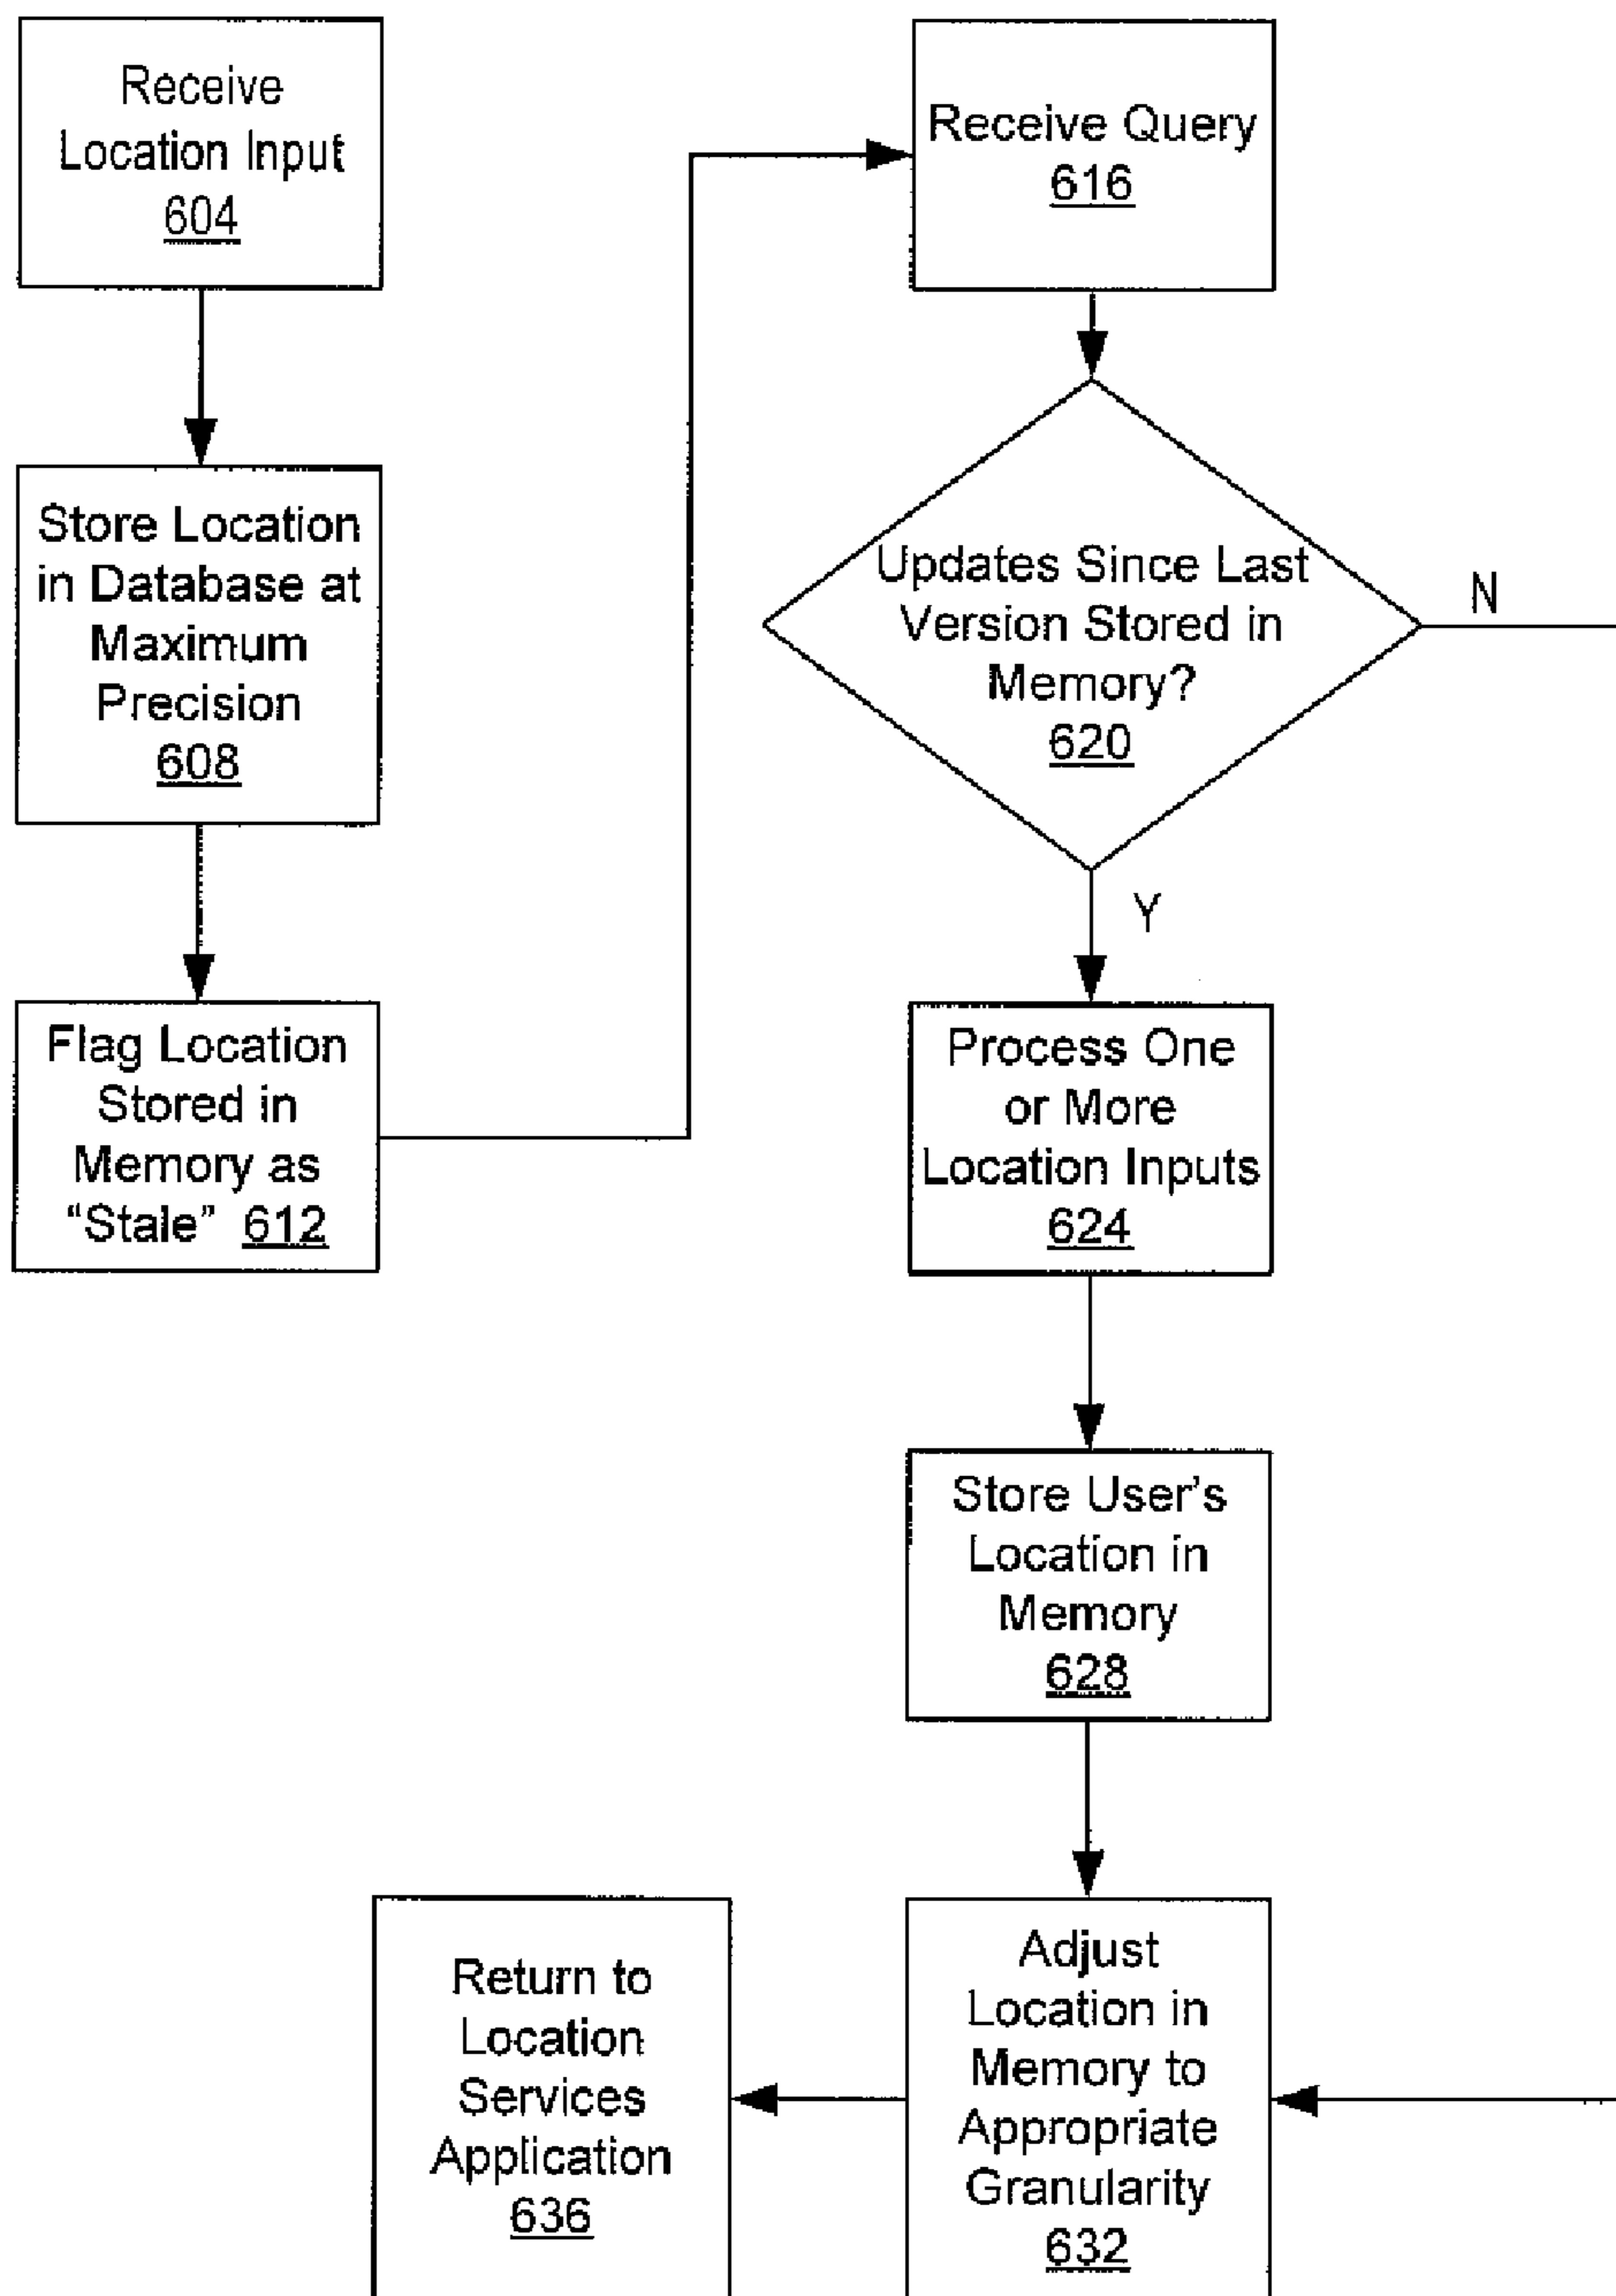 Receive
Location Input
604
Store Location
in Database at
Maximum
Precision
608
Flag Location
Stored in
Memory as
“Stale” 612
Receive Query
616
Updates Since Last
Version Stored in
Memory?
620
N
Y
Process One
or More
Location Inputs
624
Store User’s
Location in
Memory
628
Adjust
Location in
Memory to
Appropriate
Granularity
632
Return to
Location
Services
Application
636